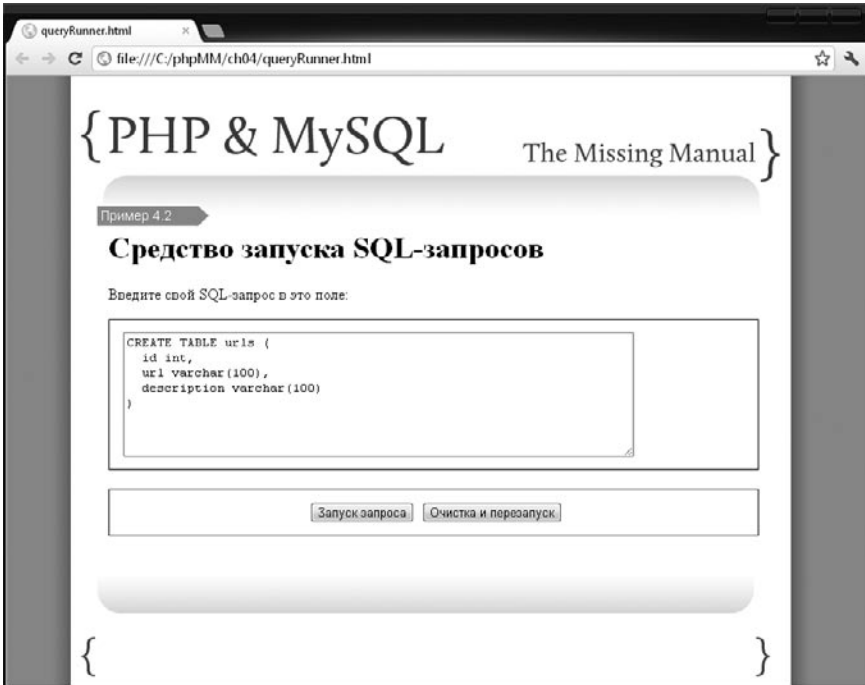 queryRunner.html
file:///C:/phpMM/ch04/queryRunner.html
{PHP & MySQL The Missing Manual}
Пример 4.2
Средство запуска SQL-запросов
Введите свой SQL-запрос в это поле:
CREATE TABLE urls (
id int,
url varchar(100),
description varchar(100)
)
Запуск запроса Очистка и перезапуск
{ }